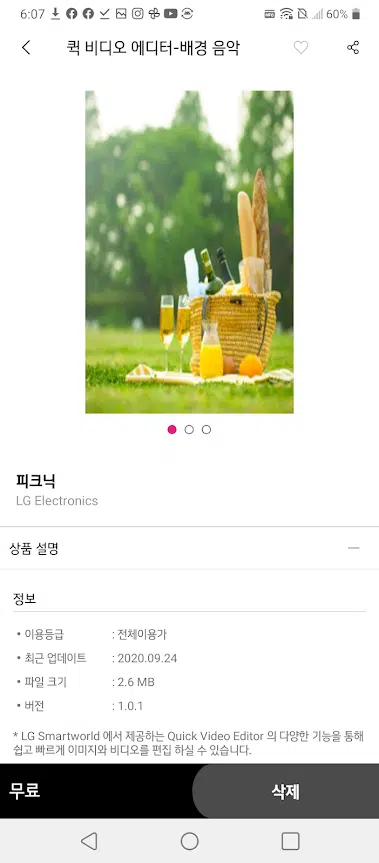 6:07
60%
퀵 비디오 에디터-배경 음악
피크닉
LG Electronics
상품 설명
정보
• 이용등급 : 전체이용가
• 최근 업데이트 : 2020.09.24
• 파일 크기 : 2.6 MB
• 버전 : 1.0.1
* LG Smartworld 에서 제공하는 Quick Video Editor 의 다양한 기능을 통해
쉽고 빠르게 이미지와 비디오를 편집 하실 수 있습니다.
무료
삭제